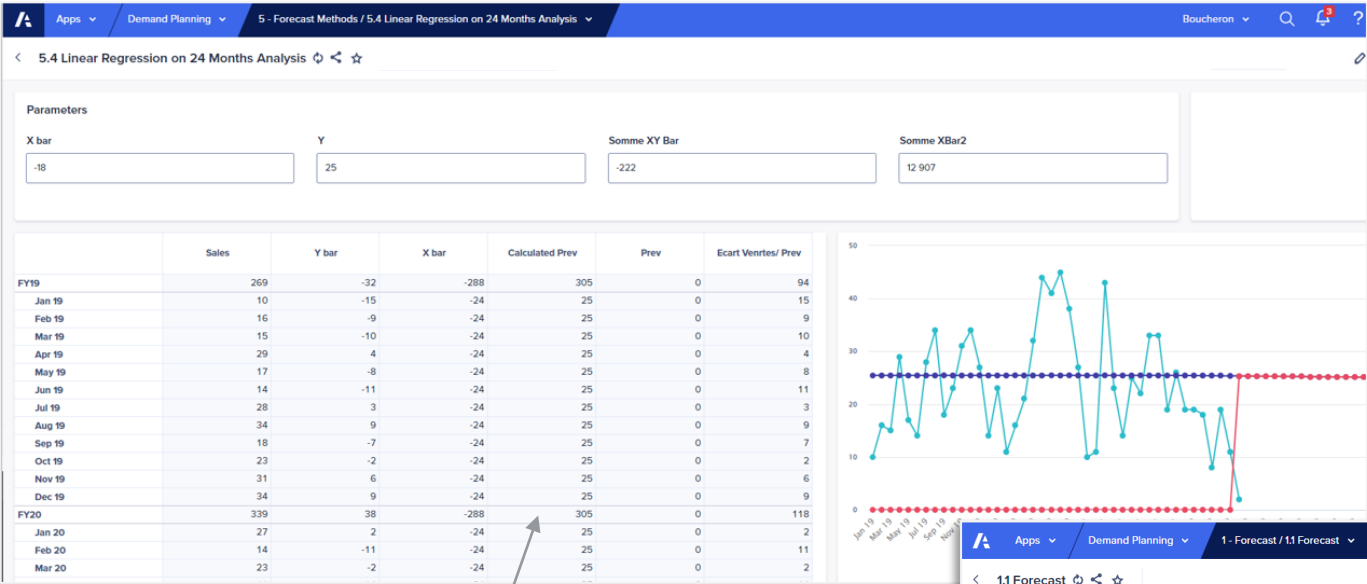 Apps Demand Planning 5 - Forecast Methods / 5.4 Linear Regression on 24 Months Analysis Boucheron 3 ?
5.4 Linear Regression on 24 Months Analysis
Parameters
X bar Y Somme XY Bar Somme XBar2
-18 25 -222 12 907
Sales Y bar X bar Calculated Prev Prev Ecart Venrtes/ Prev
FY19 269 -32 -288 305 0 94
Jan 19 10 -15 -24 25 0 15
Feb 19 16 -9 -24 25 0 9
Mar 19 15 -10 -24 25 0 10
Apr 19 29 4 -24 25 0 4
May 19 17 -8 -24 25 0 8
Jun 19 14 -11 -24 25 0 11
Jul 19 28 3 -24 25 0 3
Aug 19 34 9 -24 25 0 9
Sep 19 18 -7 -24 25 0 7
Oct 19 23 -2 -24 25 0 2
Nov 19 31 6 -24 25 0 6
Dec 19 34 9 -24 25 0 9
FY20 339 38 -288 305 0 118
Jan 20 27 2 -24 25 0 2
Feb 20 14 -11 -24 25 0 11
Mar 20 23 -2 -24 25 0 2
50
40
30
20
10
0
Jan 19 Mar 19 May 19 Jul 19 Sep 19
Apps Demand Planning 1 - Forecast / 1.1 Forecast
1.1 Forecast